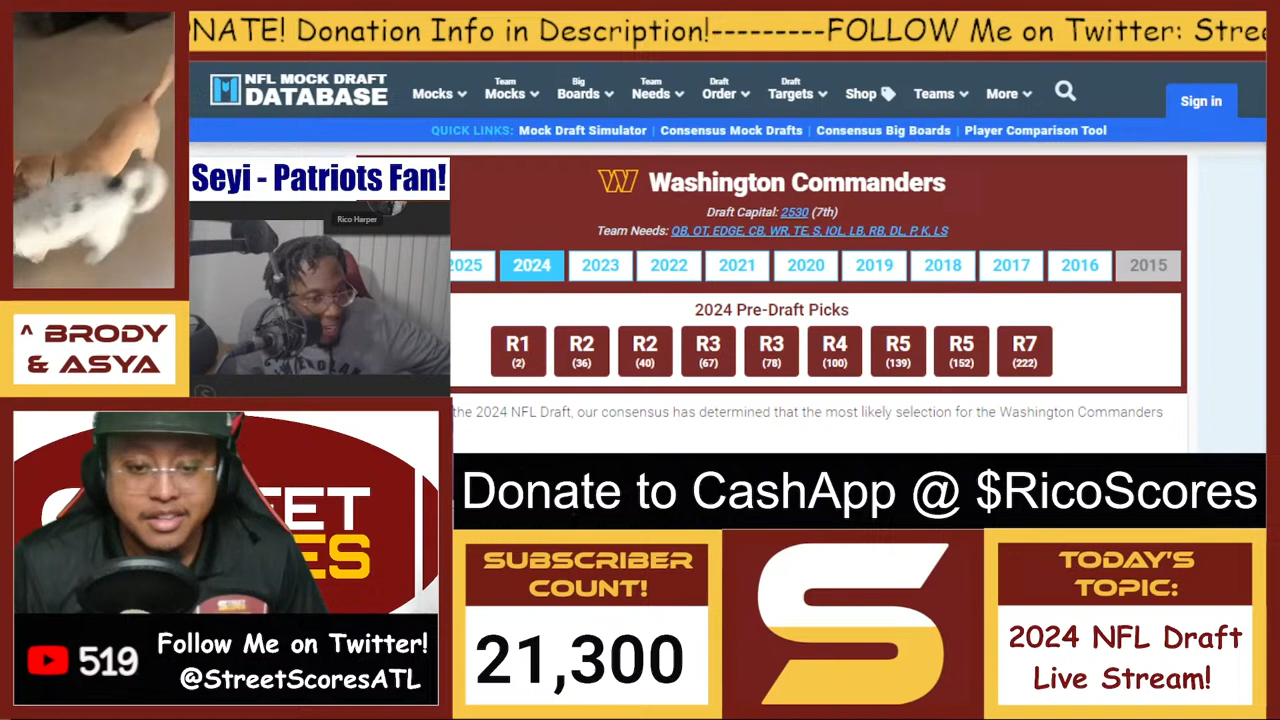 NATE! Donation Info in Description!---------FOLLOW Me on Twitter: Stree
NFL MOCK DRAFT
DATABASE
Mocks
Team
Mocks
Big
Boards
Team
Needs
Draft
Order
Draft
Targets
Shop
Teams
More
Sign in
QUICK LINKS: Mock Draft Simulator | Consensus Mock Drafts | Consensus Big Boards | Player Comparison Tool
Seyi - Patriots Fan!
Rico Harper
Washington Commanders
Draft Capital: 2530 (7th)
Team Needs: QB, OT, EDGE, CB, WR, TE, S, IOL, LB, RB, DL, P, K, LS
2025 2024 2023 2022 2021 2020 2019 2018 2017 2016 2015
2024 Pre-Draft Picks
R1 R2 R2 R3 R3 R4 R5 R5 R7
(2) (36) (40) (67) (78) (100) (139) (152) (222)
the 2024 NFL Draft, our consensus has determined that the most likely selection for the Washington Commanders
^ BRODY
& ASYA
Donate to CashApp @ $RicoScores
SUBSCRIBER
COUNT!
21,300
TODAY'S
TOPIC:
2024 NFL Draft
Live Stream!
519
Follow Me on Twitter!
@StreetScoresATL